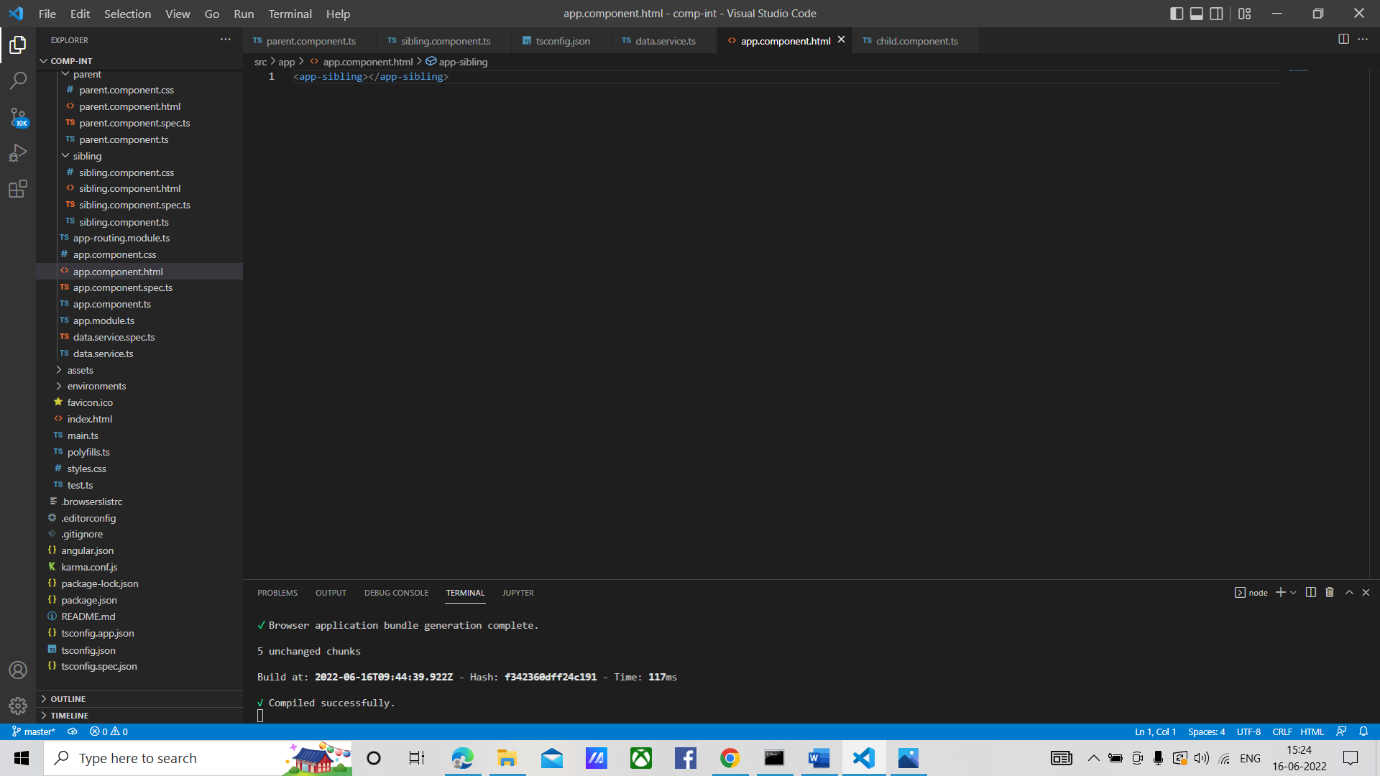 File Edit Selection View Go Run Terminal Help
app.component.html - comp-int - Visual Studio Code
EXPLORER
parent.component.ts
sibling.component.ts
tsconfig.json
data.service.ts
app.component.html
child.component.ts
COMP-INT
src > app > app.component.html > app-sibling
1 <app-sibling></app-sibling>
parent
parent.component.css
parent.component.html
parent.component.spec.ts
parent.component.ts
sibling
sibling.component.css
sibling.component.html
sibling.component.spec.ts
sibling.component.ts
app-routing.module.ts
app.component.css
app.component.html
app.component.spec.ts
app.component.ts
app.module.ts
data.service.spec.ts
data.service.ts
assets
environments
favicon.ico
index.html
main.ts
polyfills.ts
styles.css
test.ts
.browserslistrc
.editorconfig
.gitignore
angular.json
karma.conf.js
package-lock.json
package.json
README.md
tsconfig.app.json
tsconfig.json
tsconfig.spec.json
OUTLINE
TIMELINE
10K
PROBLEMS OUTPUT DEBUG CONSOLE TERMINAL JUPYTER
node
√ Browser application bundle generation complete.
5 unchanged chunks
Build at: 2022-06-16T09:44:39.922Z - Hash: f342360dff24c191 - Time: 117ms
√ Compiled successfully.
master* 0 0
Ln 1, Col 1 Spaces: 4 UTF-8 CRLF HTML
Type here to search
ENG
15:24
16-06-2022